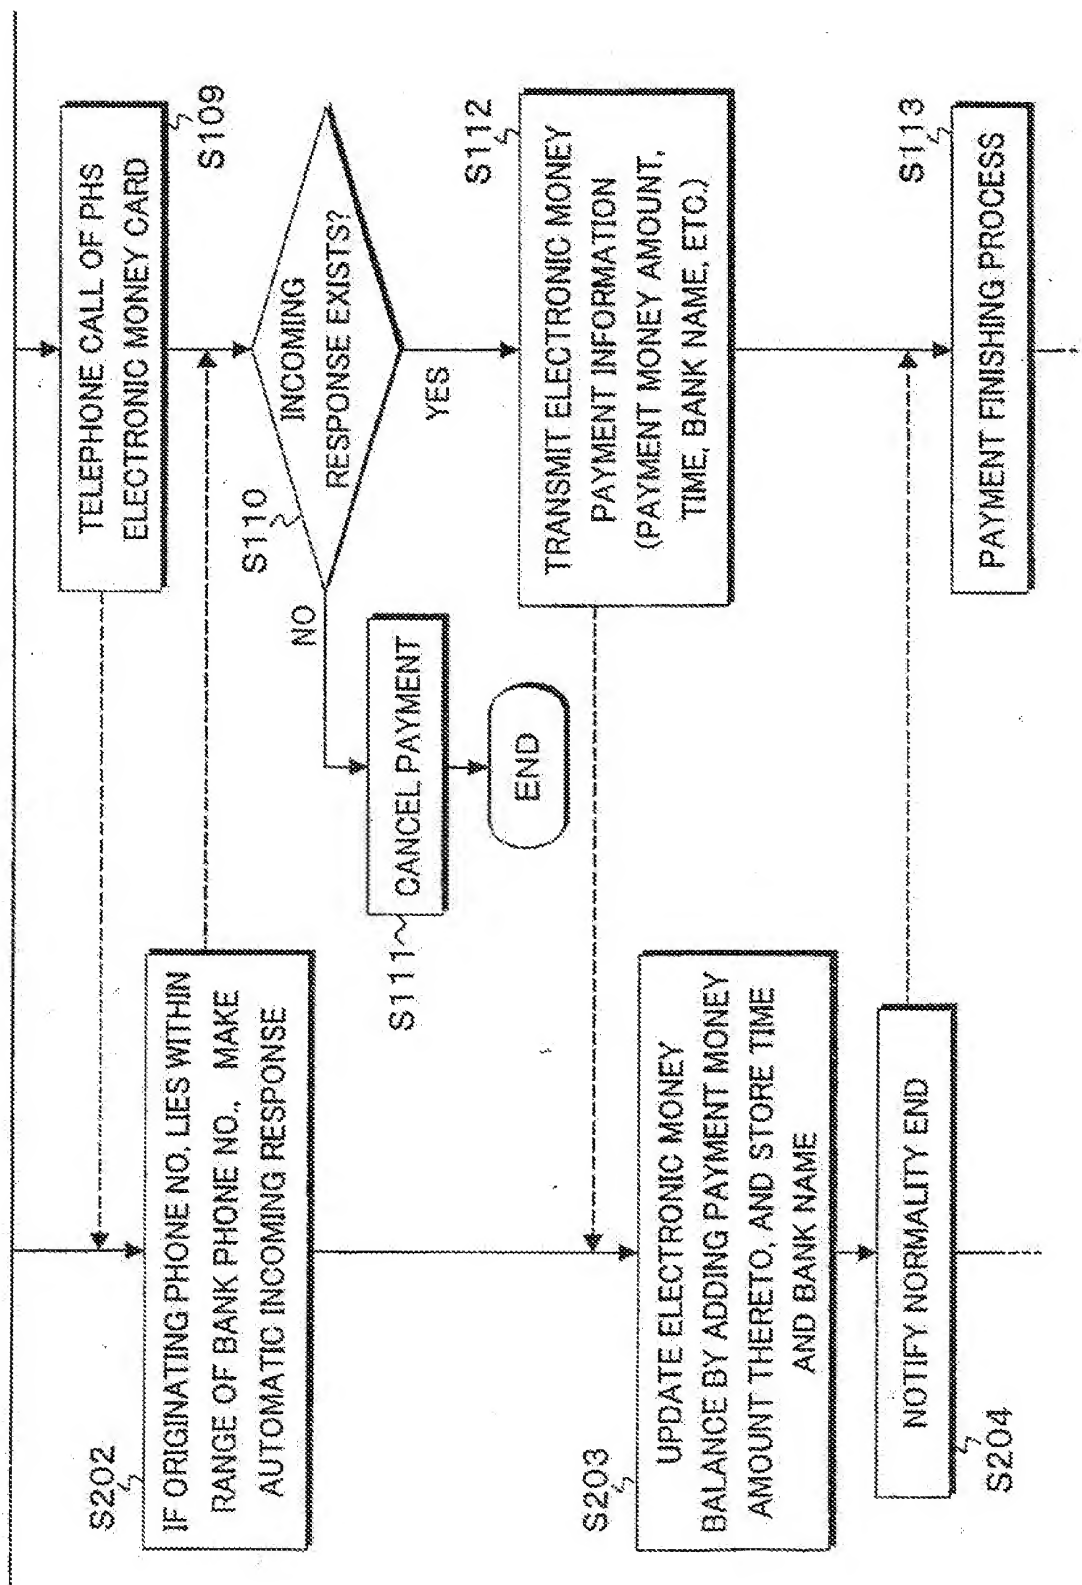 S202
IF ORIGINATING PHONE NO. LIES WITHIN
RANGE OF BANK PHONE NO., MAKE
AUTOMATIC INCOMING RESPONSE
TELEPHONE CALL OF PHS
ELECTRONIC MONEY CARD
S109
S110
INCOMING
RESPONSE EXISTS?
NO
YES
S111
CANCEL PAYMENT
END
S112
TRANSMIT ELECTRONIC MONEY
PAYMENT INFORMATION
(PAYMENT MONEY AMOUNT,
TIME, BANK NAME, ETC.)
S203
UPDATE ELECTRONIC MONEY
BALANCE BY ADDING PAYMENT MONEY
AMOUNT THERETO, AND STORE TIME
AND BANK NAME
NOTIFY NORMALITY END
S204
S113
PAYMENT FINISHING PROCESS